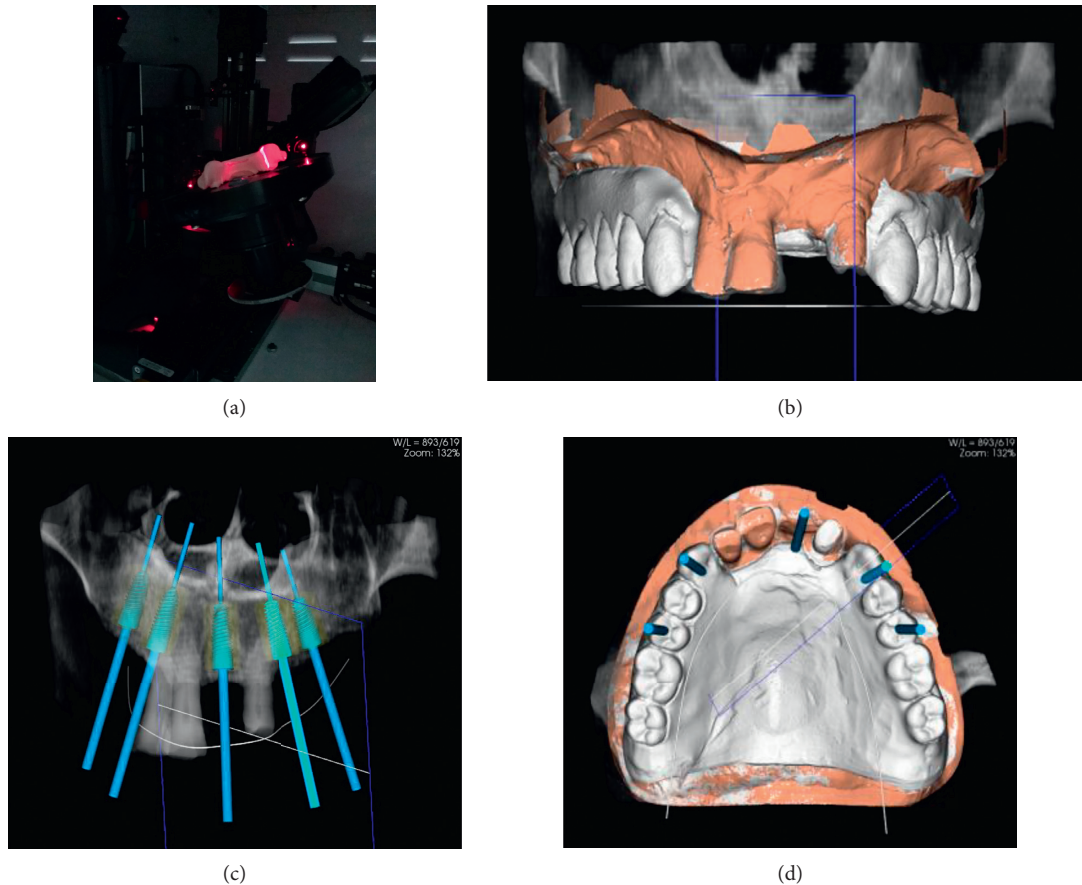 (a)
(b)
W/L = 893/619
Zoom: 132%
W/L = 893/619
Zoom: 132%
(c)
(d)